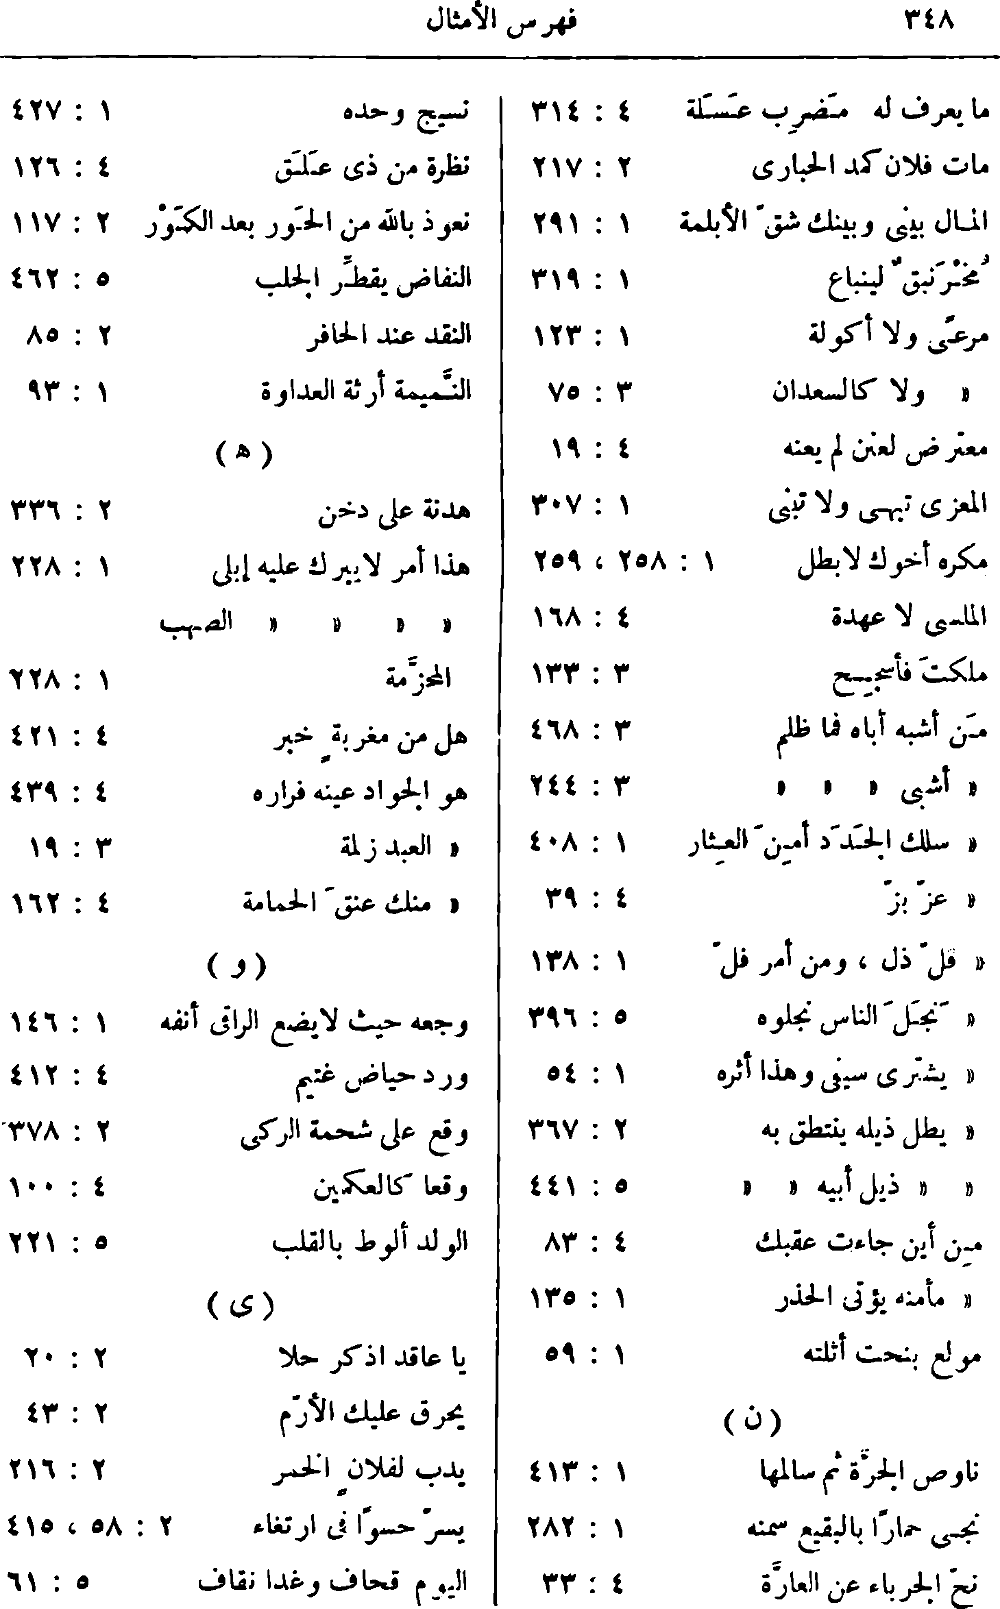 ٣٤٨
فهرس الأمثال
ما يعرف له مَضرِب عَسَلة ٤ : ٣١٤
مات فلان كمد الحبارى ٢ : ٢١٧
المال بينى وبينك شقّ الأبلمة ١ : ٢٩١
مُخْرَنبقٌ لينباع ١ : ٣١٩
مرعًى ولا أكولة ١ : ١٢٣
« ولا كالسعدان ٣ : ٧٥
معترض لعنن لم يعنه ٤ : ١٩
المعزى تبهى ولا تبنى ١ : ٣٠٧
مكره أخوك لا بطل ١ : ٢٥٨ ، ٢٥٩
الملسى لا عهدة ٤ : ١٦٨
ملكتَ فأسجِح ٣ : ١٣٣
مَن أشبه أباه فما ظلم ٣ : ٤٦٨
« أشبى « « « ٣ : ٢٤٤
« سلك الجَدَد أمِنَ العِثار ١ : ٤٠٨
« عزّ بزّ ٤ : ٣٩
« قلّ ذل ، ومن أمر فلّ ١ : ١٣٨
« نَجَلَ الناس نجلوه ٥ : ٣٩٦
« يشترى سيفى وهذا أثره ١ : ٥٤
« يطل ذيله ينتطق به ٢ : ٣٦٧
« « ذيل أبيه « « ٥ : ٤٤١
مِن أين جاءت عقبك ٤ : ٨٣
« مأمنه يؤتى الحذر ١ : ١٣٥
مولع بنحت أثلته ١ : ٥٩
( ن )
ناوص الجرَّة ثم سالمها ١ : ٤١٣
نجى حمارًا بالبقيع سمنه ١ : ٢٨٢
نحّ الجرباء عن العارَّة ٤ : ٣٣
نسيج وحده ١ : ٤٢٧
نظرة من ذى عَلَق ٤ : ١٢٦
نعوذ بالله من الحَور بعد الكَوْر ٢ : ١١٧
النفاض يقطِّر الجلب ٥ : ٤٦٢
النقد عند الحافر ٢ : ٨٥
النَّميمة أرثة العداوة ١ : ٩٣
( ه )
هدنة على دخن ٢ : ٣٣٦
هذا أمر لا يبرك عليه إبلى ١ : ٢٢٨
« « « « الصهب
المحزَّمة ١ : ٢٢٨
هل من مغربةِ خبر ٤ : ٤٢١
هو الجواد عينه فراره ٤ : ٤٣٩
« العبد زلمة ٣ : ١٩
« منك عنقَ الحمامة ٤ : ١٦٢
( و )
وجعه حيث لا يضع الراقى أنفه ١ : ١٤٦
ورد حياض غتيم ٤ : ٤١٢
وقع على شحمة الركى ٢ : ٣٧٨
وقعا كالعكمين ٤ : ١٠٠
الولد ألوط بالقلب ٥ : ٢٢١
( ى )
يا عاقد اذكر حلا ٢ : ٢٠
يحرق عليك الأرّم ٢ : ٤٣
يدب لفلانٍ الخمر ٢ : ٢١٦
يسرّ حسوًا فى ارتغاء ٢ : ٥٨ ، ٤١٥
اليوم قحاف وغدا نقاف ٥ : ٦١